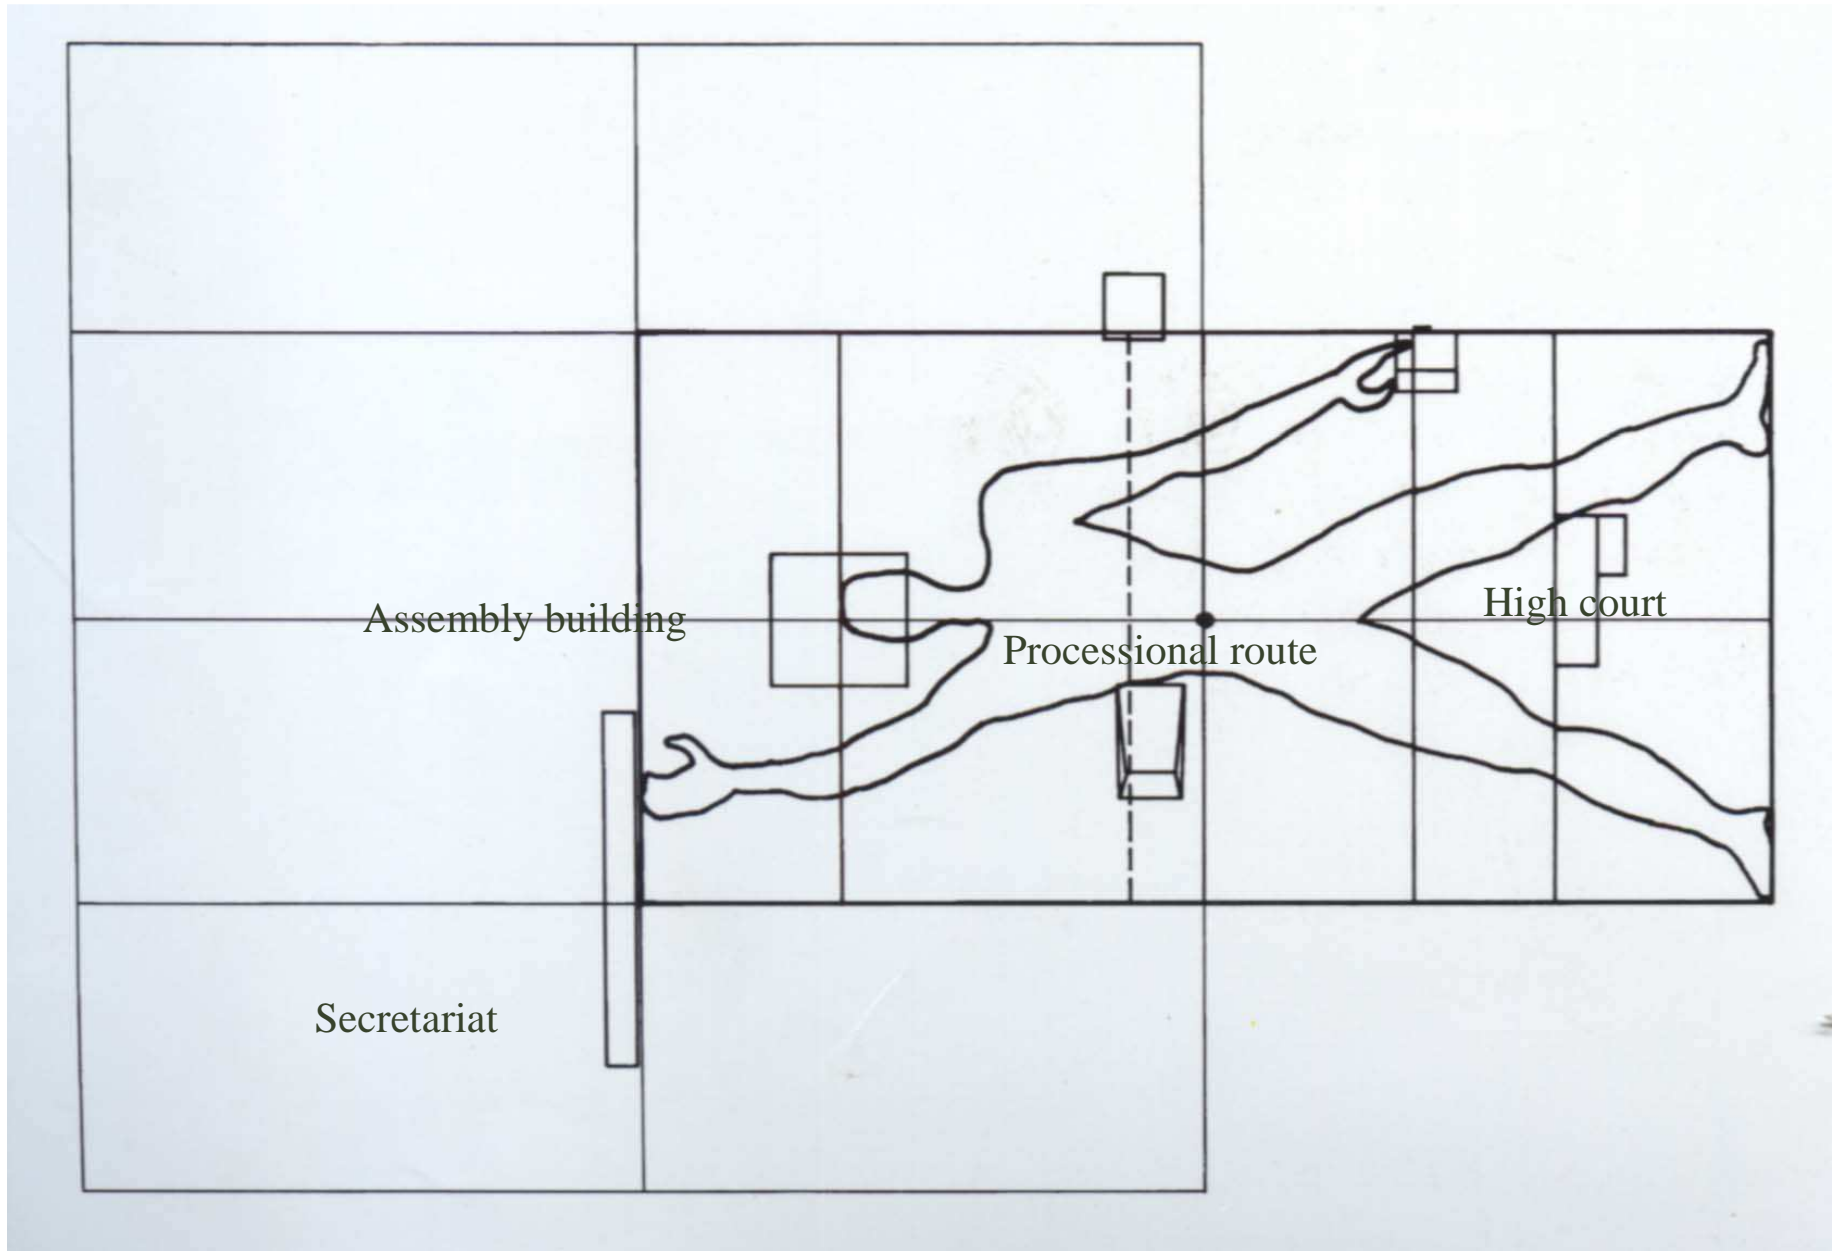 Assembly building
High court
Processional route
Secretariat